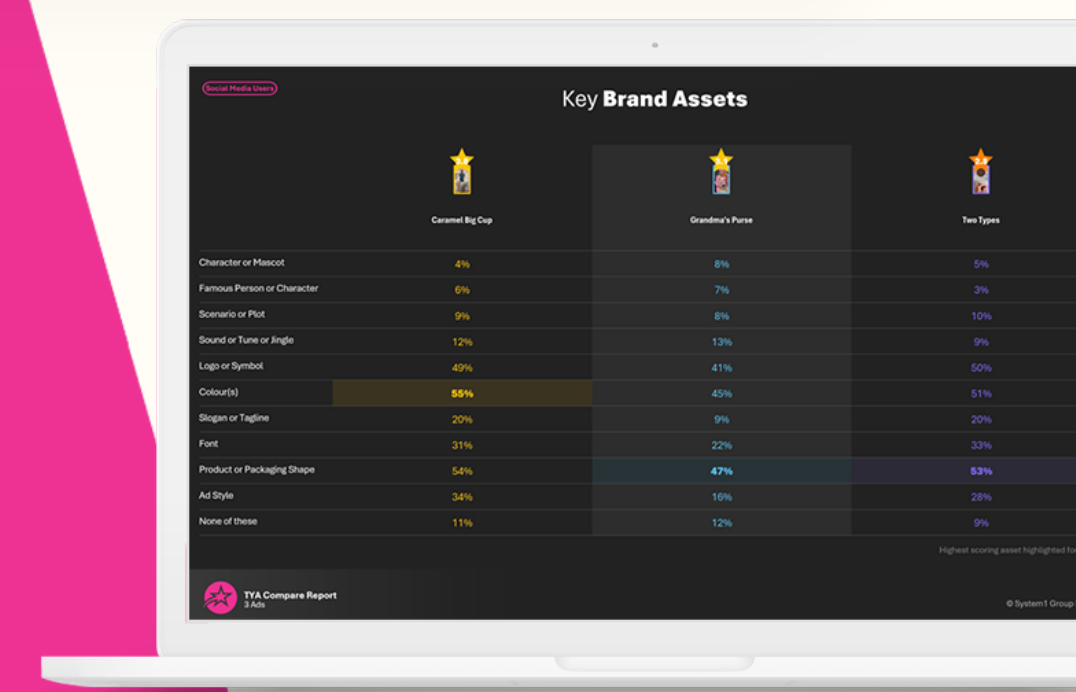 Social Media Users
Key Brand Assets
2.8
Caramel Big Cup
Grandma's Purse
Two Types
Character or Mascot 4% 8% 5%
Famous Person or Character 6% 7% 3%
Scenario or Plot 9% 8% 10%
Sound or Tune or Jingle 12% 13% 9%
Logo or Symbol 49% 41% 50%
Colour(s) 55% 45% 51%
Slogan or Tagline 20% 9% 20%
Font 31% 22% 33%
Product or Packaging Shape 54% 47% 53%
Ad Style 34% 16% 28%
None of these 11% 12% 9%
Highest scoring asset highlighted for
TYA Compare Report
3 Ads
© System1 Group